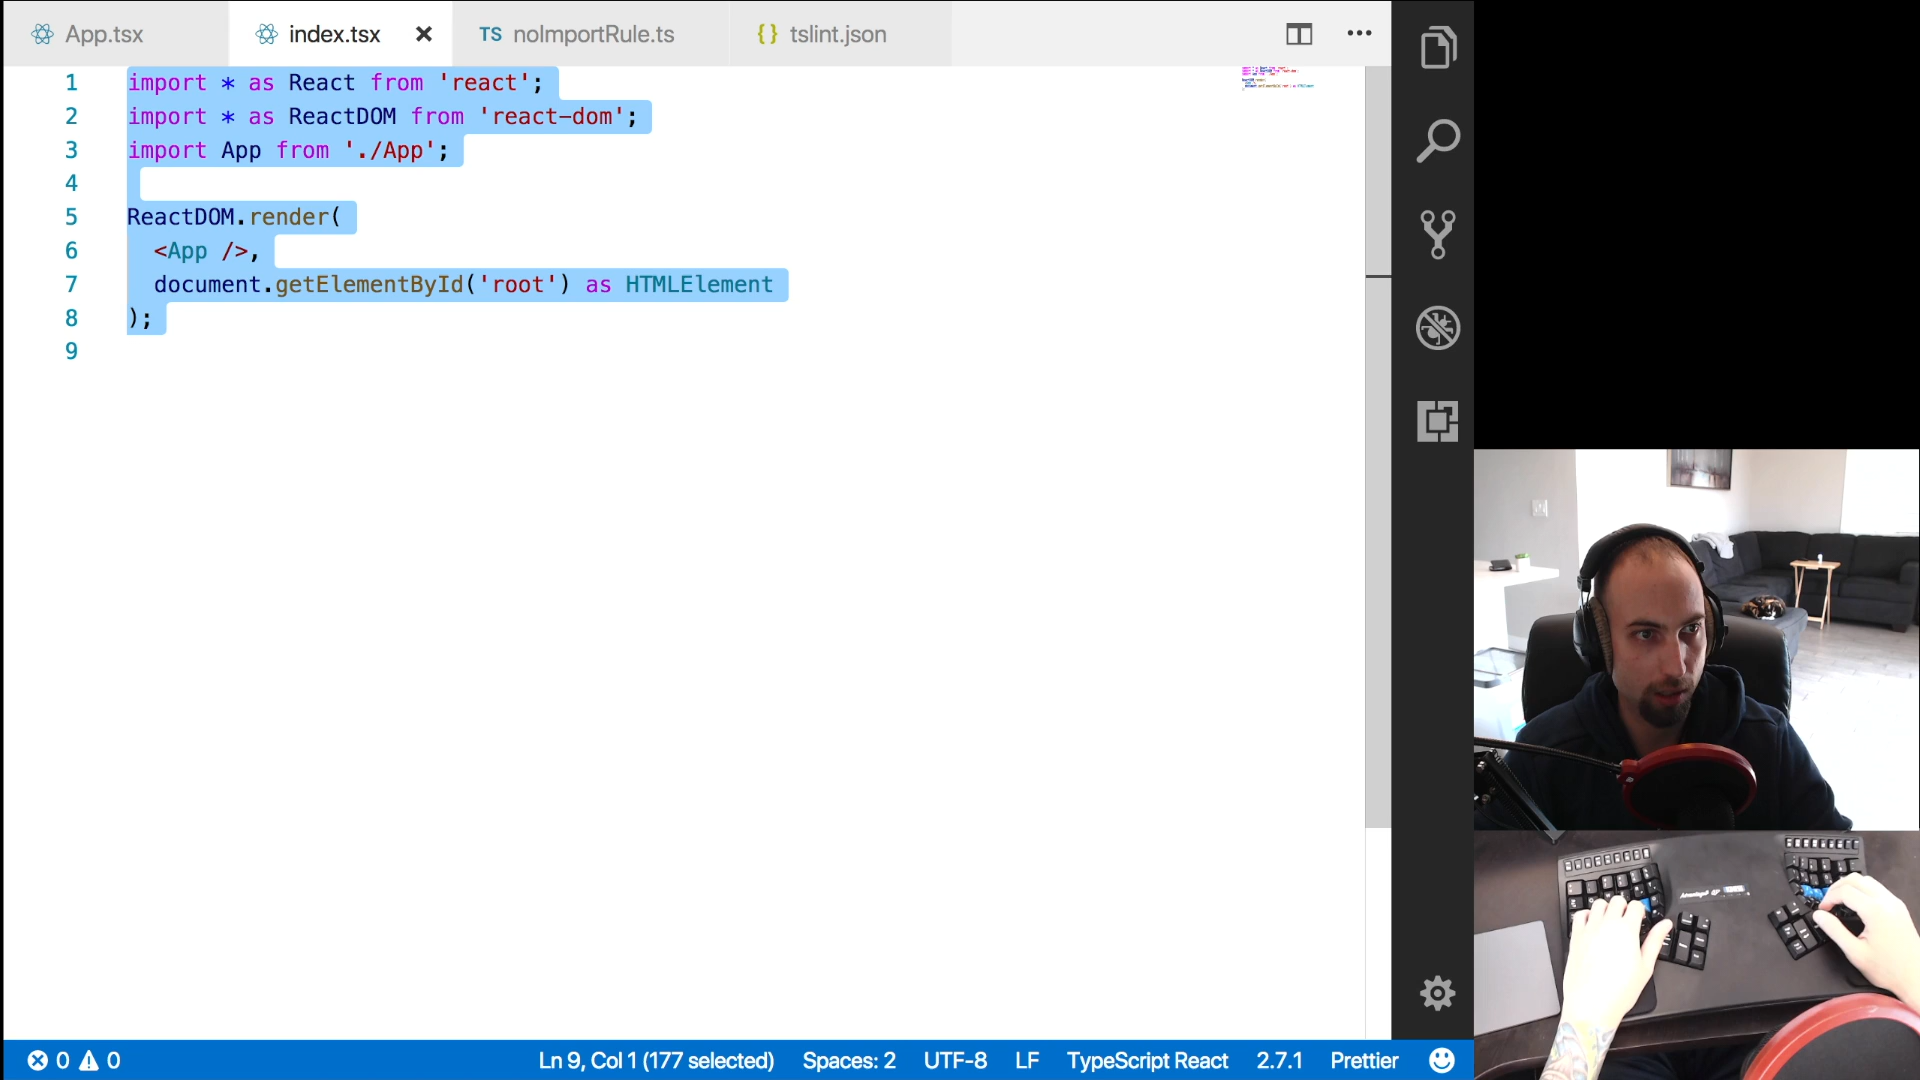 App.tsx
index.tsx
TS noImportRule.ts
{} tslint.json
1 import * as React from 'react';
2 import * as ReactDOM from 'react-dom';
3 import App from './App';
4
5 ReactDOM.render(
6 <App />,
7 document.getElementById('root') as HTMLElement
8 );
9
0 0
Ln 9, Col 1 (177 selected)
Spaces: 2
UTF-8
LF
TypeScript React
2.7.1
Prettier